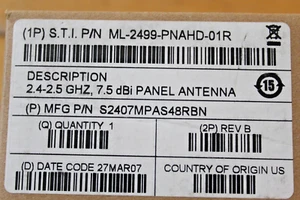 (1P) S.T.I. P/N ML-2499-PNAHD-01R
DESCRIPTION
2.4-2.5 GHZ, 7.5 dBi PANEL ANTENNA
15
(P) MFG P/N S2407MPAS48RBN
(Q) QUANTITY 1
(2P) REV B
(D) DATE CODE 27MAR07
COUNTRY OF ORIGIN US